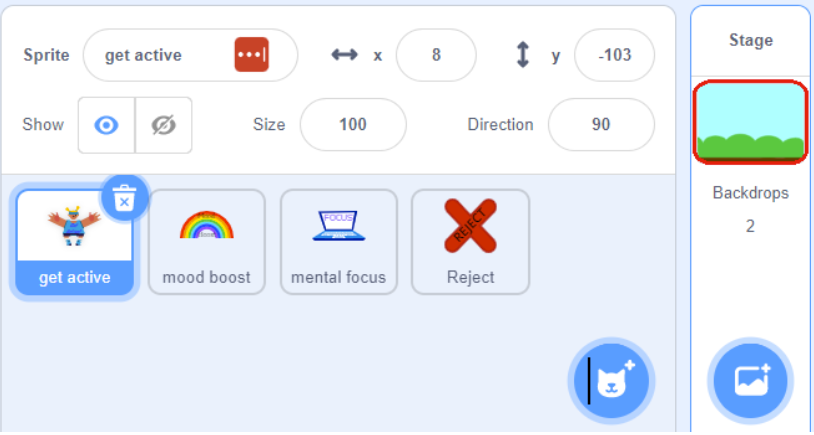 Sprite get active x 8 y -103
Show Size 100 Direction 90
Stage
Backdrops
2
FOCUS
REJECT
get active mood boost mental focus Reject